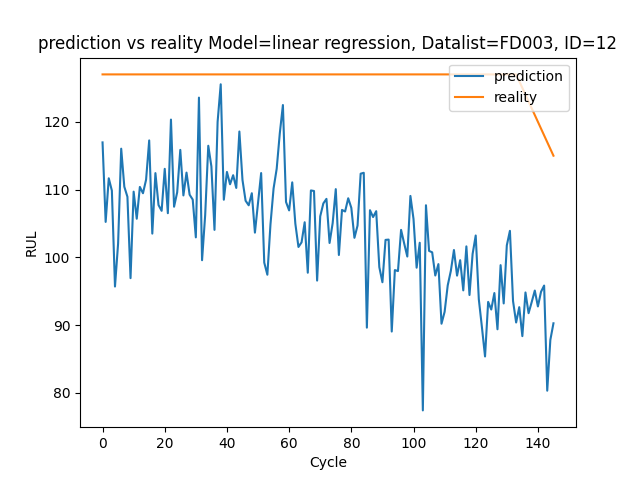 prediction vs reality Model=linear regression, Datalist=FD003, ID=12
prediction
reality
120
110
100
90
80
RUL
0 20 40 60 80 100 120 140
Cycle